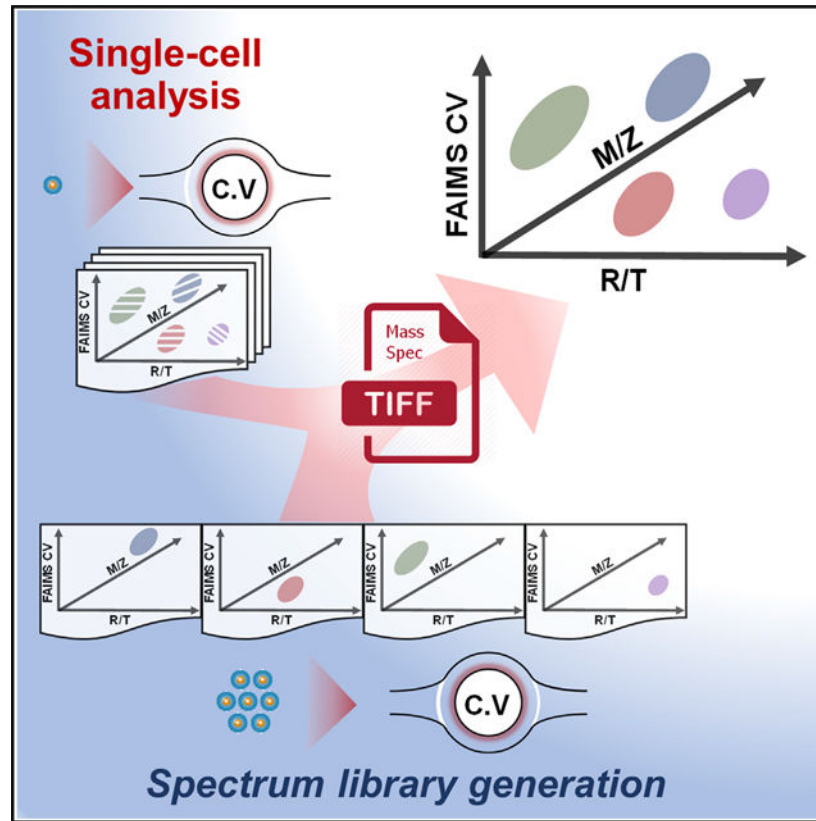 Single-cell
analysis
C.V
FAIMS CV
M/Z
R/T
FAIMS CV
M/Z
R/T
Mass
Spec
TIFF
FAIMS CV
M/Z
R/T
FAIMS CV
M/Z
R/T
FAIMS CV
M/Z
R/T
FAIMS CV
M/Z
R/T
C.V
Spectrum library generation